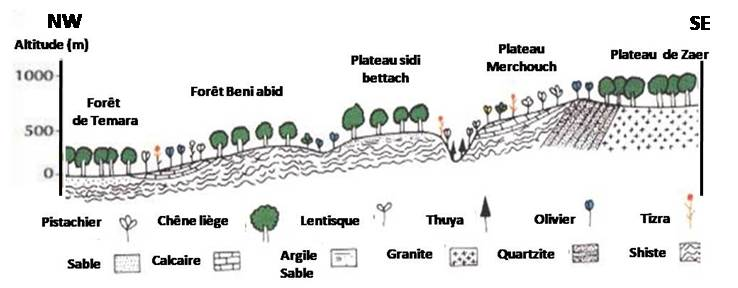 NW
SE
Altitude (m)
1000
500
0
Forêt
de Temara
Forêt Beni abid
Plateau sidi
bettach
Plateau
Merchouch
Plateau de Zaer
Pistachier
Chêne liège
Lentisque
Thuya
Olivier
Tizra
Sable
Calcaire
Argile
Sable
Granite
Quartzite
Shiste